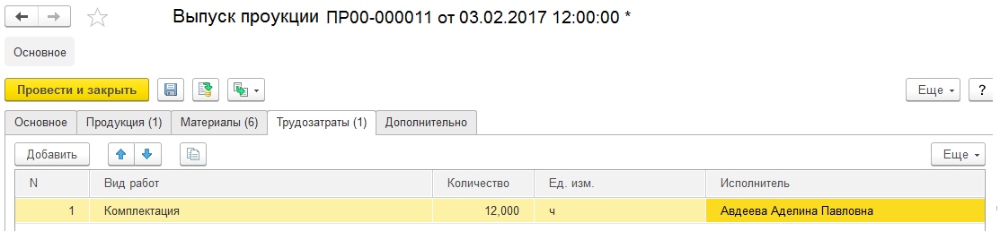 Выпуск проукции ПР00-000011 от 03.02.2017 12:00:00 *
Основное
Провести и закрыть Еще ?
Основное Продукция (1) Материалы (6) Трудозатраты (1) Дополнительно
Добавить Еще
N Вид работ Количество Ед. изм. Исполнитель
1 Комплектация 12,000 ч Авдеева Аделина Павловна